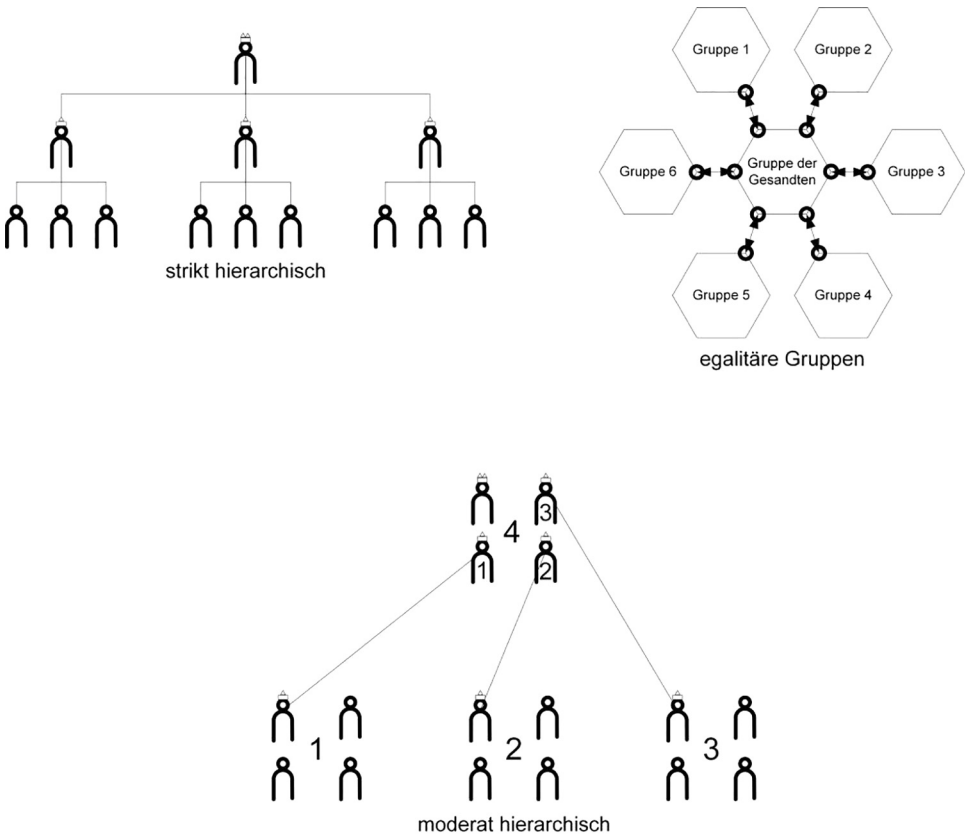 strikt hierarchisch
Gruppe 1
Gruppe 2
Gruppe 6
Gruppe der
Gesandten
Gruppe 3
Gruppe 5
Gruppe 4
egalitäre Gruppen
3
4
1
2
1
2
3
moderat hierarchisch